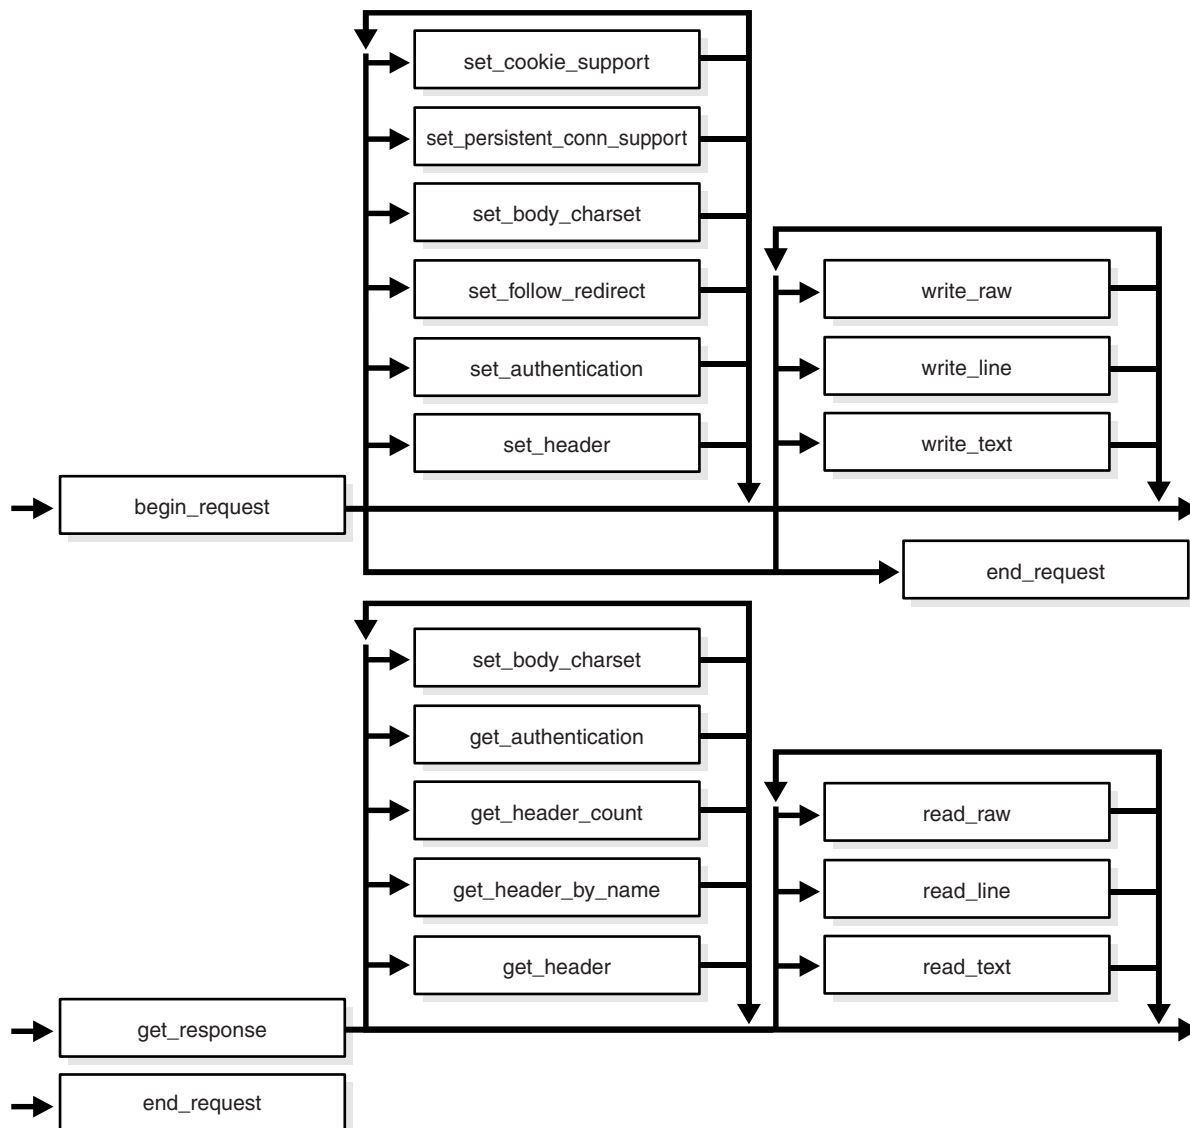 set_cookie_support
set_persistent_conn_support
set_body_charset
set_follow_redirect
set_authentication
set_header
write_raw
write_line
write_text
begin_request
end_request
set_body_charset
get_authentication
get_header_count
get_header_by_name
get_header
read_raw
read_line
read_text
get_response
end_request